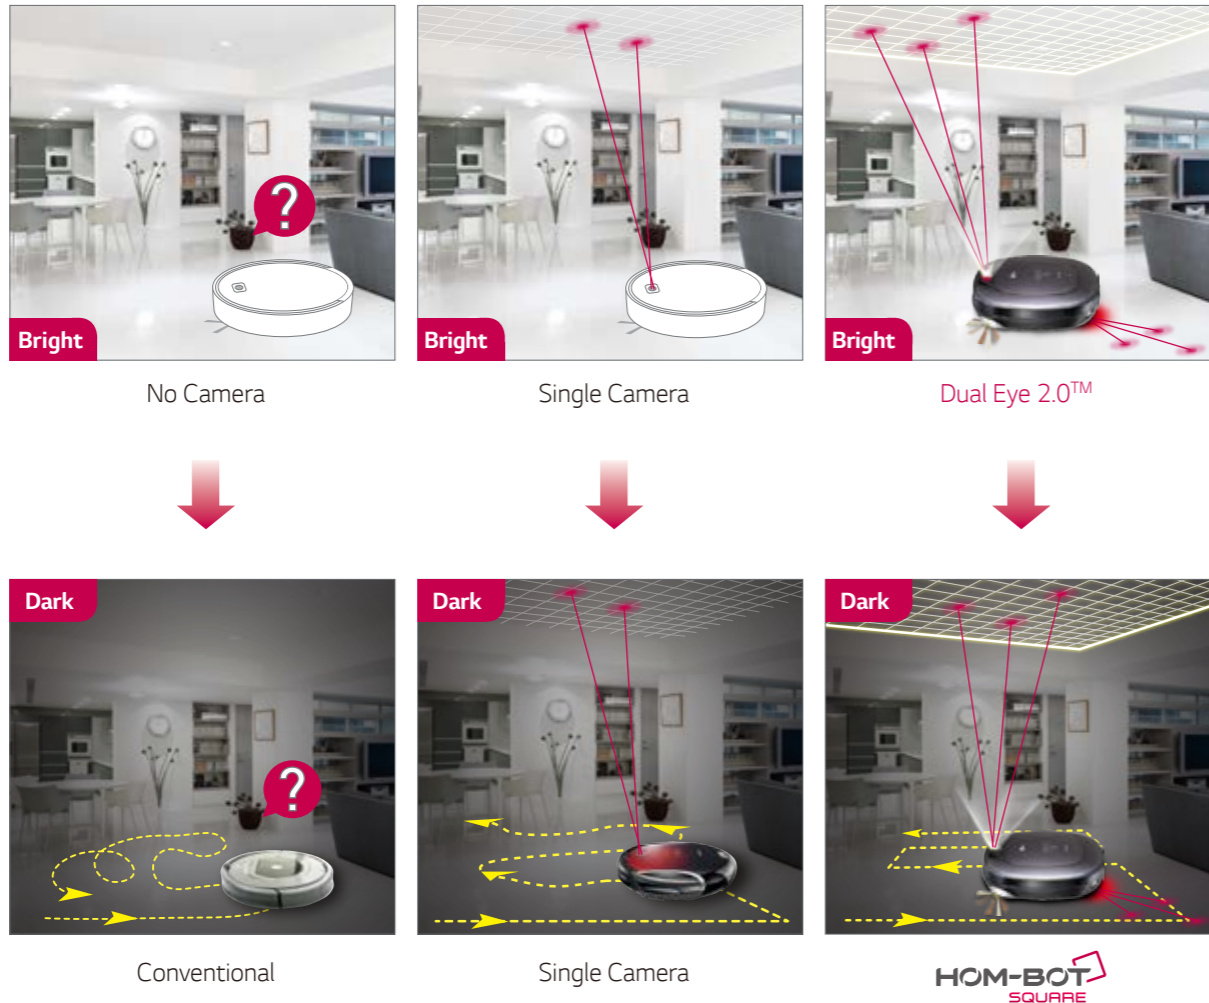 ?
Bright
Bright
Bright
No Camera
Single Camera
Dual Eye 2.0™
Dark
Dark
Dark
?
Conventional
Single Camera
HOM-BOT
SQUARE